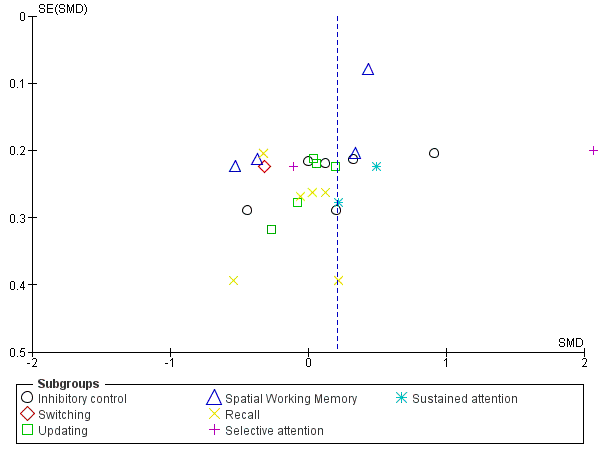 SE(SMD)
0
0.1
0.2
0.3
0.4
0.5
SMD
-2
-1
0
1
2
Subgroups
Inhibitory control
Spatial Working Memory
Sustained attention
Switching
Recall
Updating
Selective attention